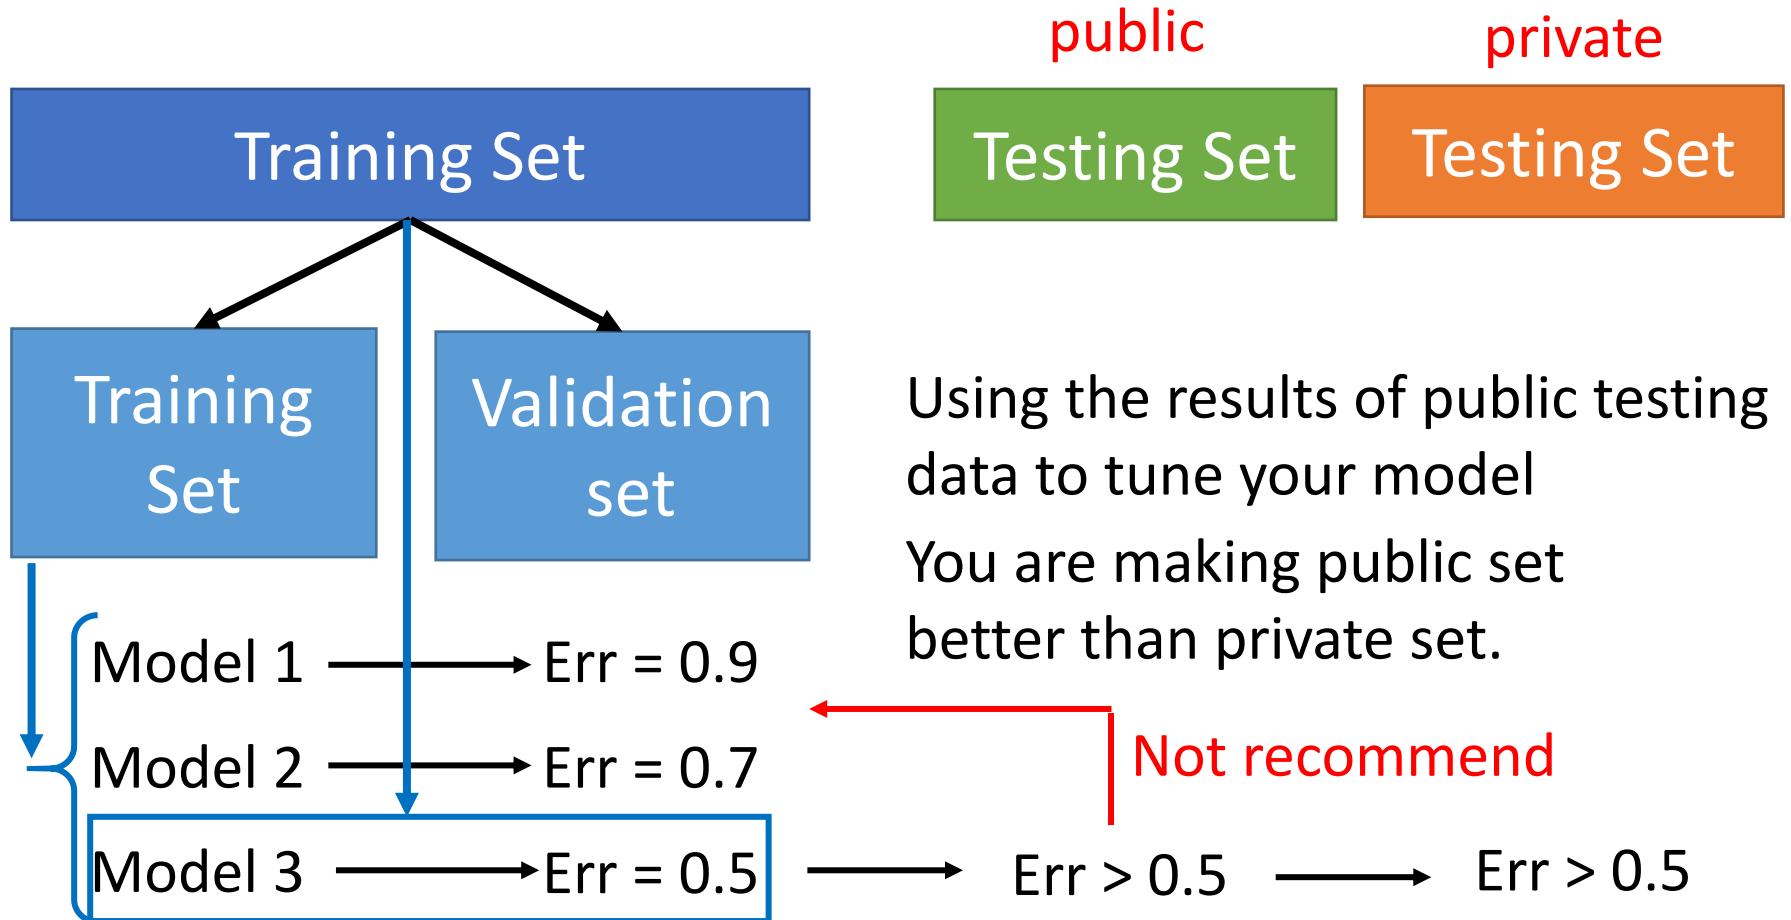 public
private
Training Set
Testing Set
Testing Set
Training
Set
Validation
set
Using the results of public testing
data to tune your model
You are making public set
better than private set.
Model 1
Err = 0.9
Model 2
Err = 0.7
Not recommend
Model 3
Err = 0.5
Err > 0.5
Err > 0.5